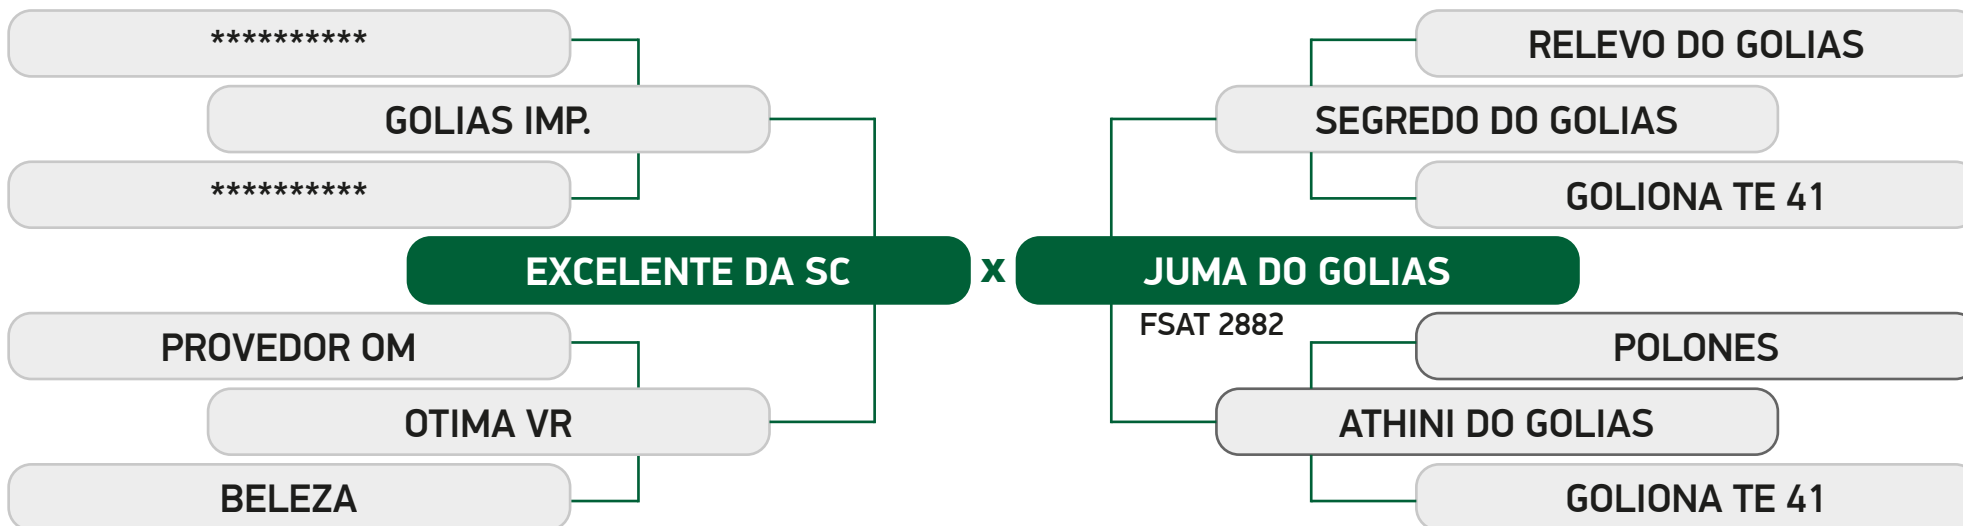 **********
GOLIAS IMP.
**********
EXCELENTE DA SC
PROVEDOR OM
OTIMA VR
BELEZA
x
RELEVO DO GOLIAS
SEGREDO DO GOLIAS
GOLIONA TE 41
JUMA DO GOLIAS
FSAT 2882
POLONES
ATHINI DO GOLIAS
GOLIONA TE 41